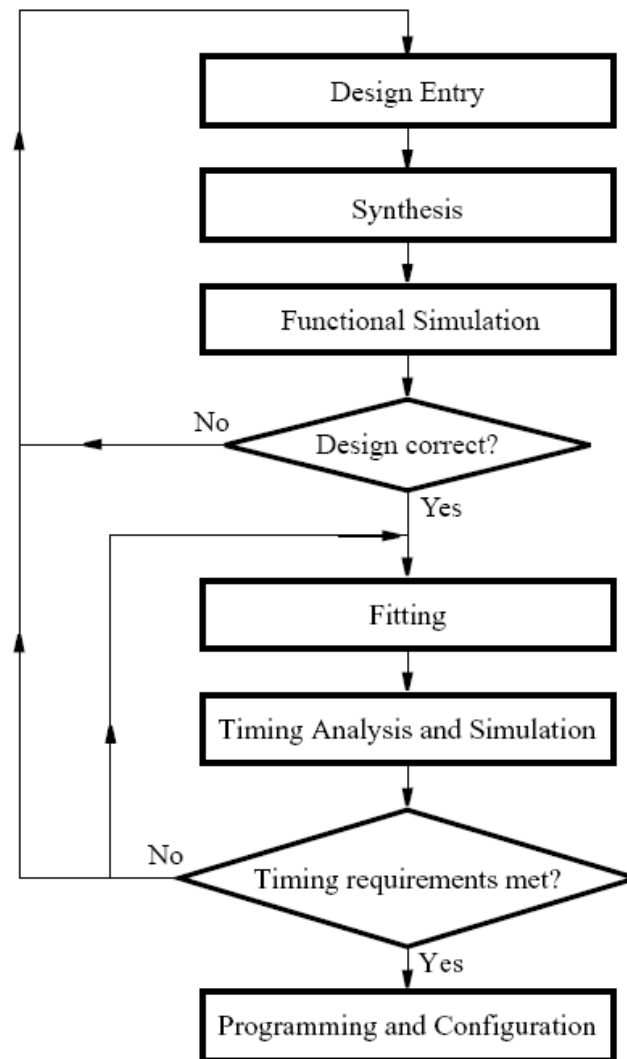 Design Entry
Synthesis
Functional Simulation
No
Design correct?
Yes
Fitting
Timing Analysis and Simulation
No
Timing requirements met?
Yes
Programming and Configuration